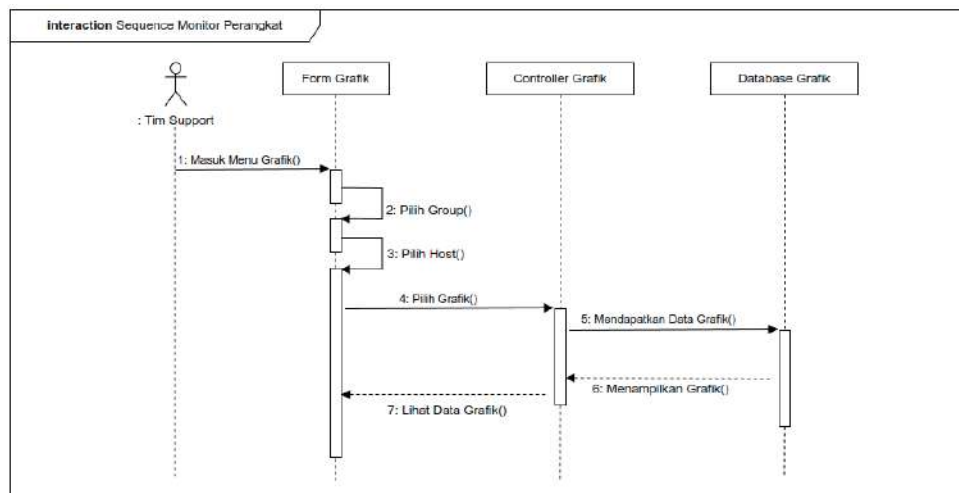 interaction Sequence Monitor Perangkat
Form Grafik
Controller Grafik
Database Grafik
: Tim Support
1: Masuk Menu Grafik()
2: Pilih Group()
3: Pilih Host()
4: Pilih Grafik()
5: Mendapatkan Data Grafik()
6: Menampilkan Grafik()
7: Lihat Data Grafik()